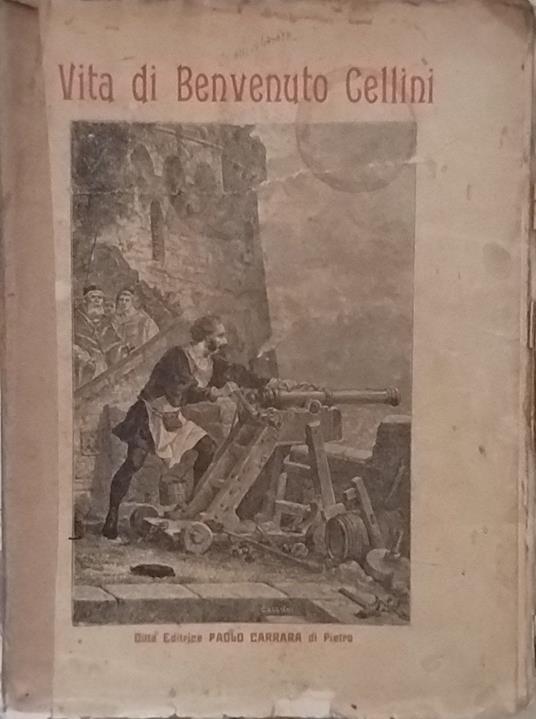 Vita di Benvenuto Cellini
Ditta Editrice PAOLO CARRARA di Pietro